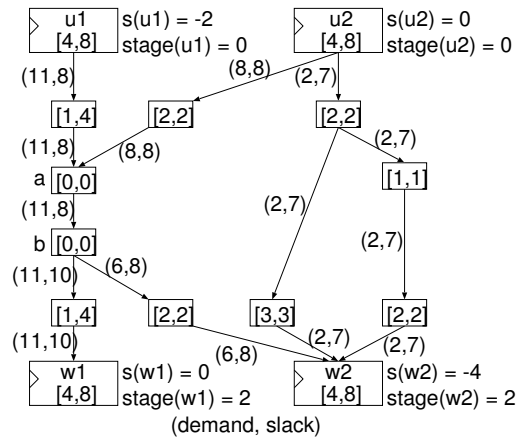 u1 s(u1) = -2 u2 s(u2) = 0
[4,8] stage(u1) = 0 [4,8] stage(u2) = 0
(11,8) (8,8) (2,7)
[1,4] [2,2] [2,2]
(11,8) (8,8) (2,7)
a [0,0] [1,1]
(11,8) (2,7)
b [0,0] (2,7)
(11,10) (6,8)
[1,4] [2,2] [3,3] [2,2]
(11,10) (6,8) (2,7) (2,7)
w1 s(w1) = 0 w2 s(w2) = -4
[4,8] stage(w1) = 2 [4,8] stage(w2) = 2
(demand, slack)